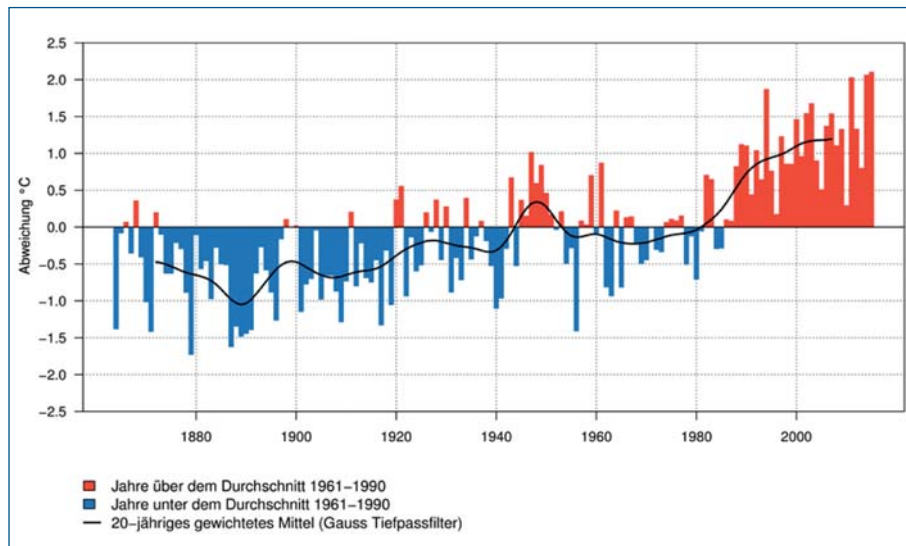 Abweichung °C
2.5
2.0
1.5
1.0
0.5
0.0
−0.5
−1.0
−1.5
−2.0
−2.5
1880 1900 1920 1940 1960 1980 2000
Jahre über dem Durchschnitt 1961−1990
Jahre unter dem Durchschnitt 1961−1990
20−jähriges gewichtetes Mittel (Gauss Tiefpassfilter)